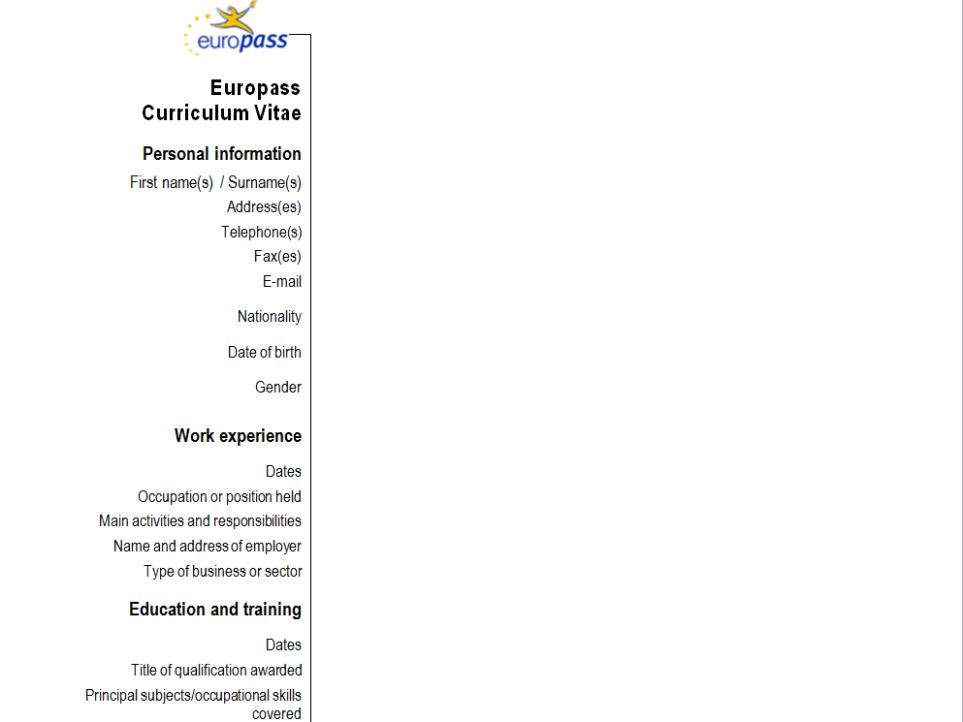 europass
Europass
Curriculum Vitae
Personal information
First name(s) / Surname(s)
Address(es)
Telephone(s)
Fax(es)
E-mail
Nationality
Date of birth
Gender
Work experience
Dates
Occupation or position held
Main activities and responsibilities
Name and address of employer
Type of business or sector
Education and training
Dates
Title of qualification awarded
Principal subjects/occupational skills
covered